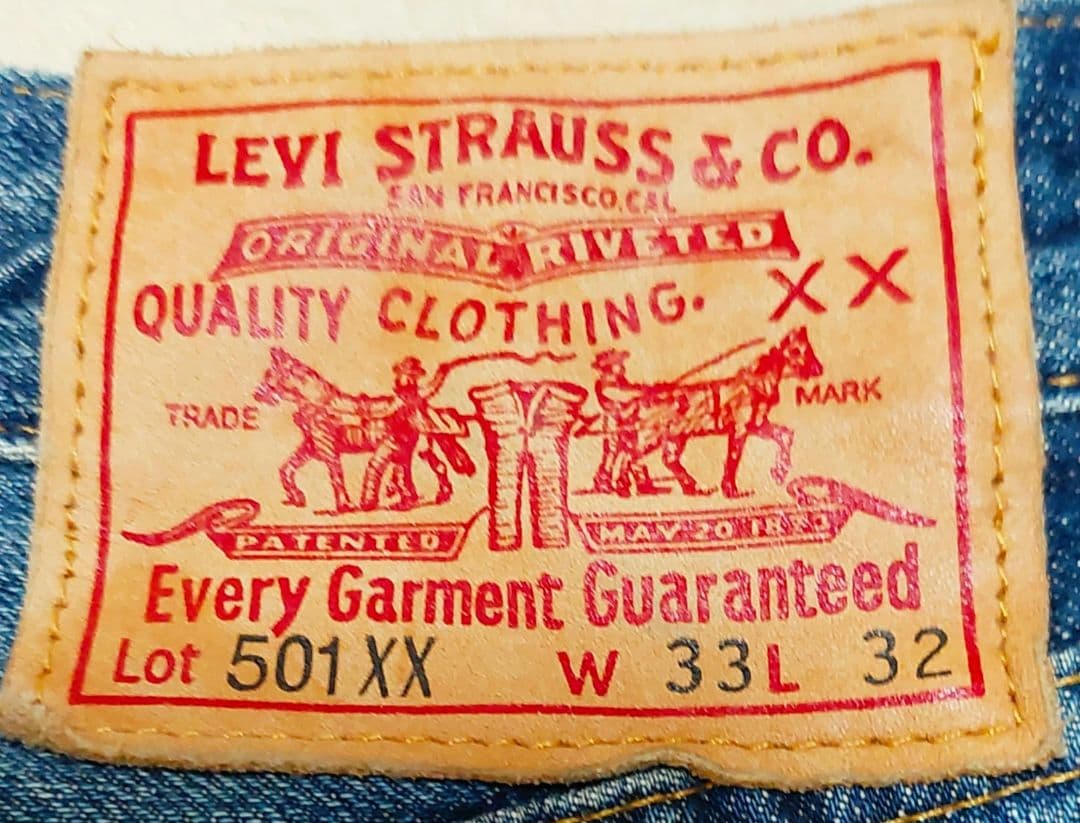 LEVI STRAUSS & CO.
SAN FRANCISCO, CAL
ORIGINAL RIVETED
QUALITY CLOTHING. XX
TRADE MARK
PATENTED MAY 20 1873
Every Garment Guaranteed
Lot 501XX W 33 L 32